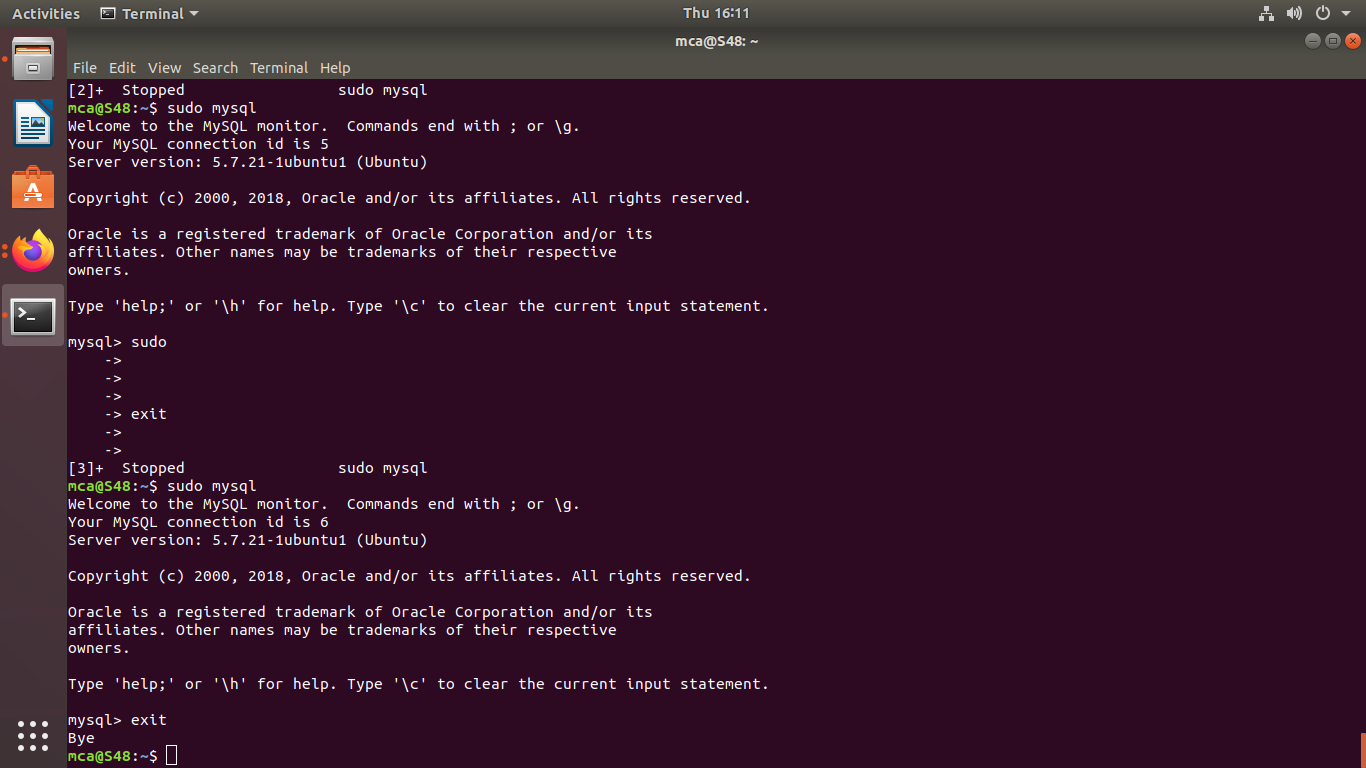 Activities Terminal Thu 16:11
mca@S48: ~
File Edit View Search Terminal Help
[2]+  Stopped                 sudo mysql
mca@S48:~$ sudo mysql
Welcome to the MySQL monitor.  Commands end with ; or \g.
Your MySQL connection id is 5
Server version: 5.7.21-1ubuntu1 (Ubuntu)
Copyright (c) 2000, 2018, Oracle and/or its affiliates. All rights reserved.
Oracle is a registered trademark of Oracle Corporation and/or its
affiliates. Other names may be trademarks of their respective
owners.
Type 'help;' or '\h' for help. Type '\c' to clear the current input statement.
mysql> sudo
    ->
    ->
    ->
    -> exit
    ->
    ->
[3]+  Stopped                 sudo mysql
mca@S48:~$ sudo mysql
Welcome to the MySQL monitor.  Commands end with ; or \g.
Your MySQL connection id is 6
Server version: 5.7.21-1ubuntu1 (Ubuntu)
Copyright (c) 2000, 2018, Oracle and/or its affiliates. All rights reserved.
Oracle is a registered trademark of Oracle Corporation and/or its
affiliates. Other names may be trademarks of their respective
owners.
Type 'help;' or '\h' for help. Type '\c' to clear the current input statement.
mysql> exit
Bye
mca@S48:~$